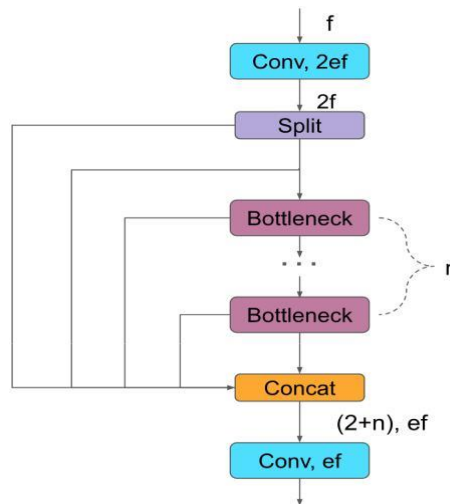 f
Conv, 2ef
2f
Split
Bottleneck
. . .
Bottleneck
Concat
(2+n), ef
Conv, ef